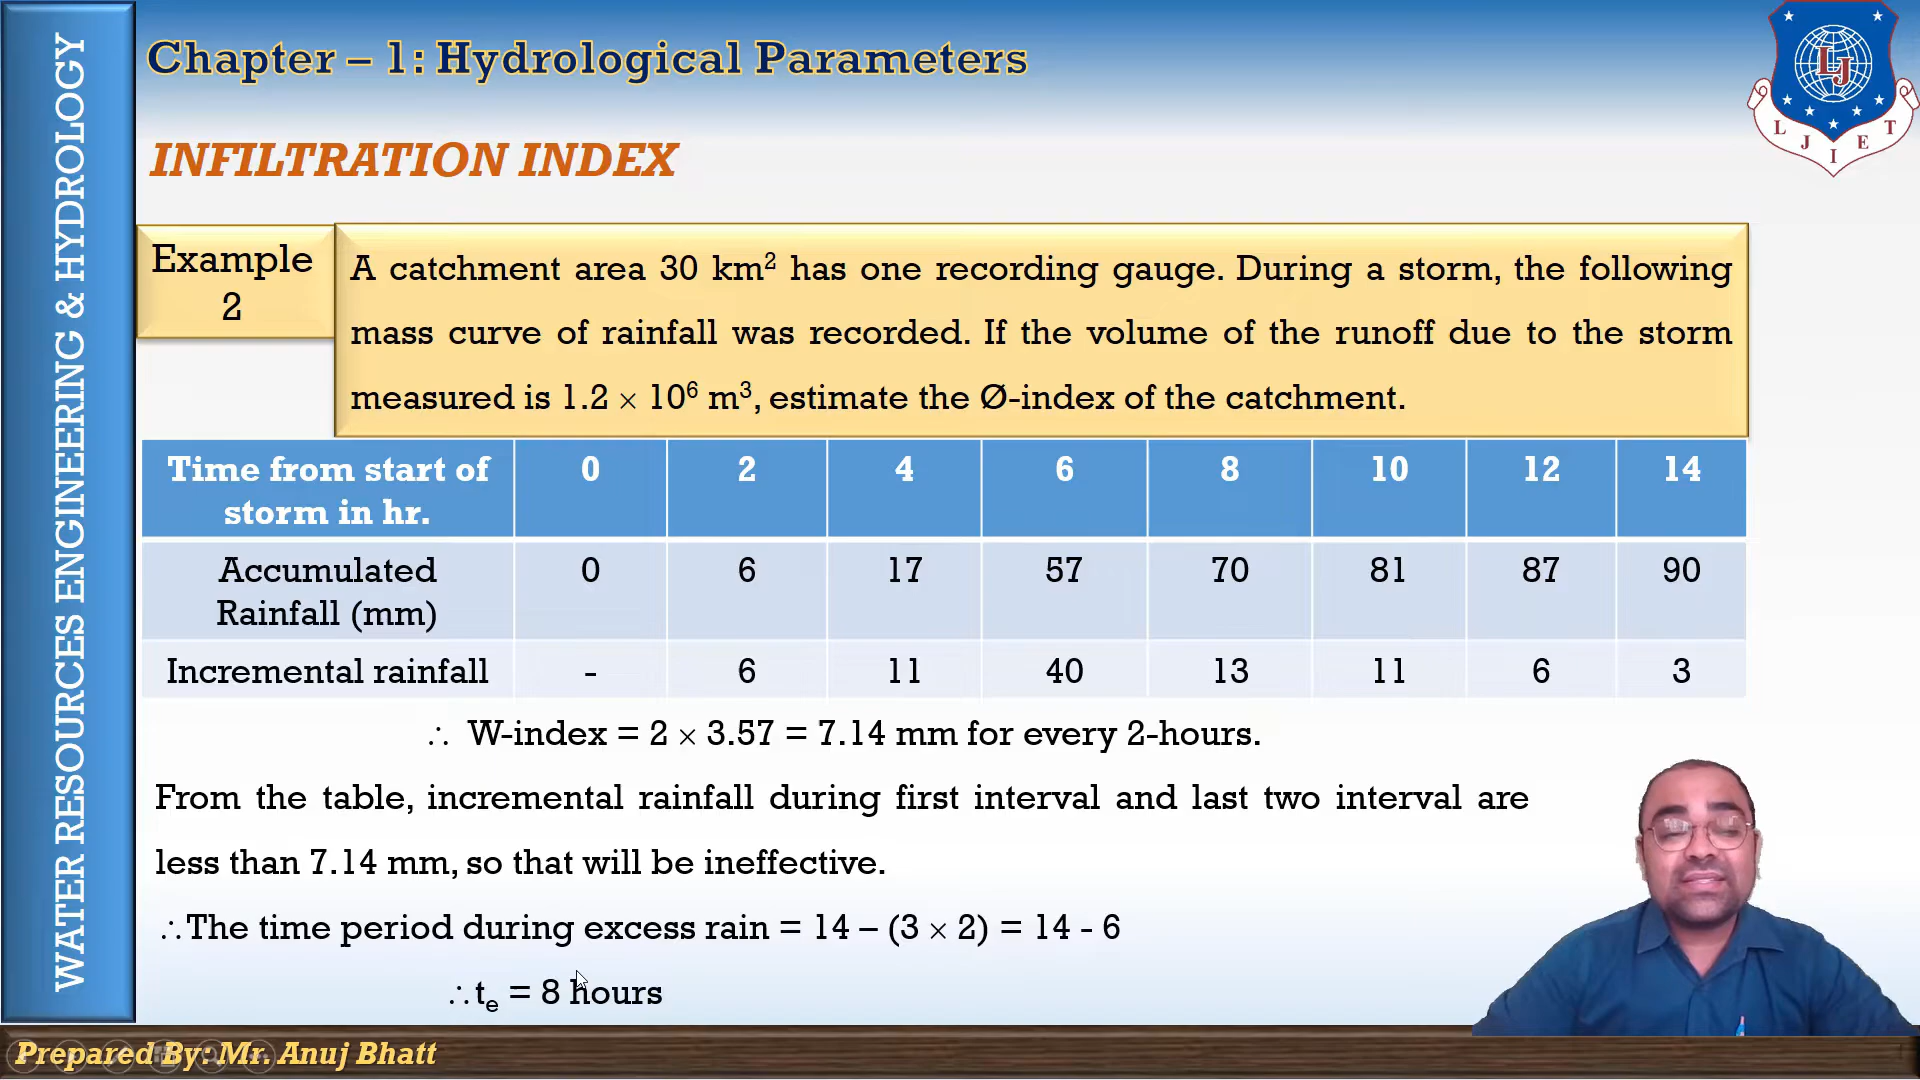 Chapter – 1: Hydrological Parameters
INFILTRATION INDEX
WATER RESOURCES ENGINEERING & HYDROLOGY
LJ
L J I E T
Example
2
A catchment area 30 km² has one recording gauge. During a storm, the following
mass curve of rainfall was recorded. If the volume of the runoff due to the storm
measured is 1.2 × 10⁶ m³, estimate the Ø-index of the catchment.
Time from start of storm in hr. 0 2 4 6 8 10 12 14
Accumulated Rainfall (mm) 0 6 17 57 70 81 87 90
Incremental rainfall - 6 11 40 13 11 6 3
∴ W-index = 2 × 3.57 = 7.14 mm for every 2-hours.
From the table, incremental rainfall during first interval and last two interval are
less than 7.14 mm, so that will be ineffective.
∴The time period during excess rain = 14 – (3 × 2) = 14 - 6
∴tₑ = 8 hours
Prepared By: Mr. Anuj Bhatt